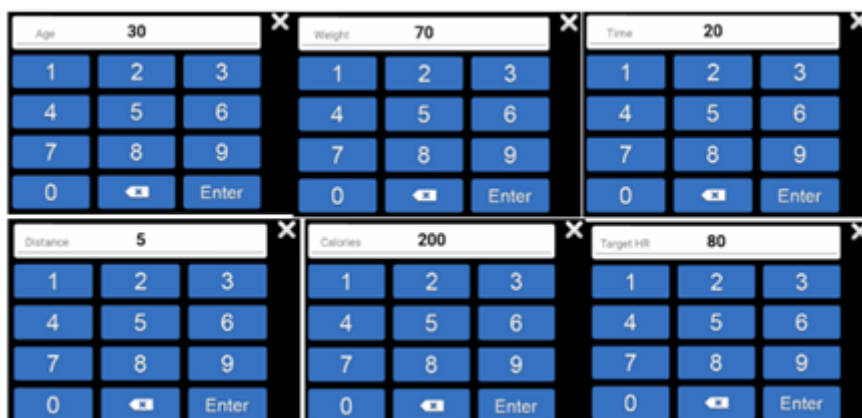 Age 30
1 2 3
4 5 6
7 8 9
0 Enter
Weight 70
1 2 3
4 5 6
7 8 9
0 Enter
Time 20
1 2 3
4 5 6
7 8 9
0 Enter
Distance 5
1 2 3
4 5 6
7 8 9
0 Enter
Calories 200
1 2 3
4 5 6
7 8 9
0 Enter
Target HR 80
1 2 3
4 5 6
7 8 9
0 Enter